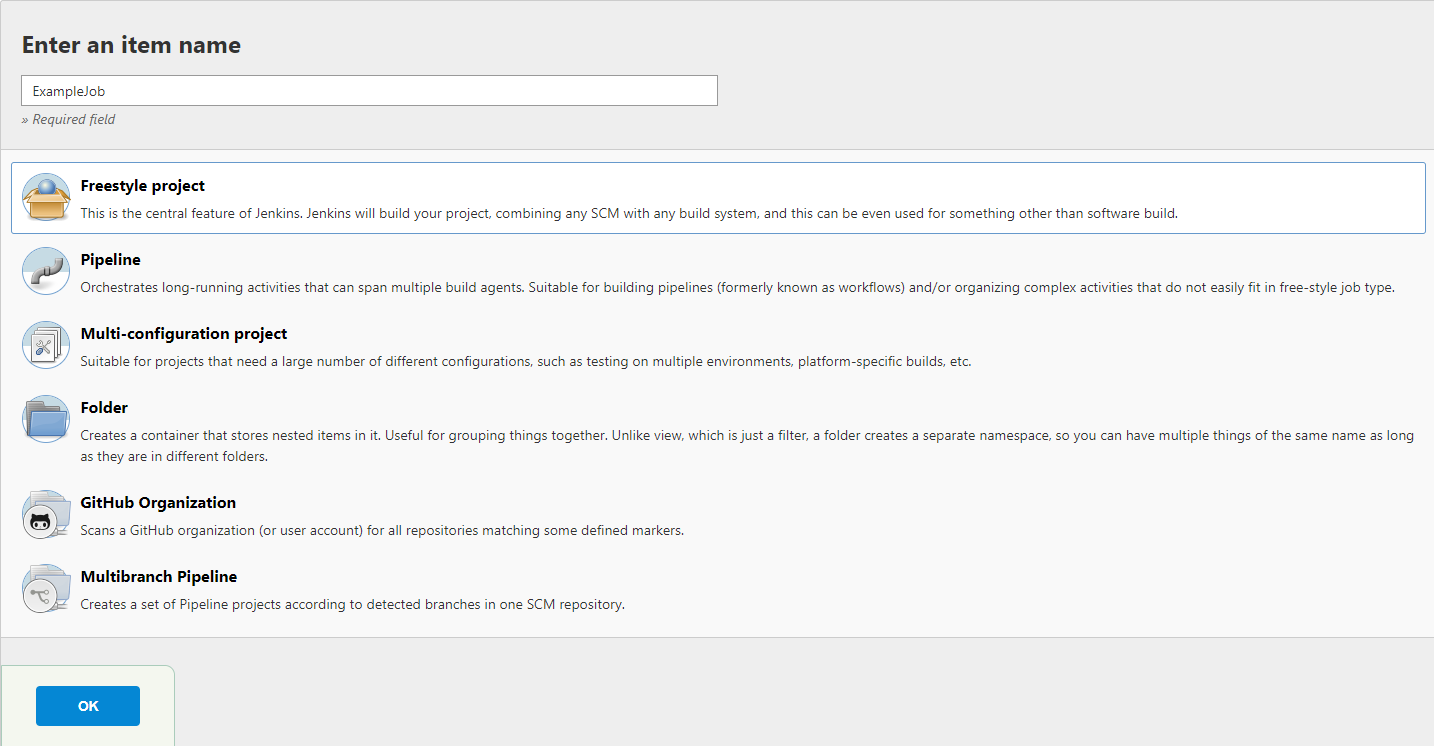 Enter an item name
ExampleJob
» Required field
Freestyle project
This is the central feature of Jenkins. Jenkins will build your project, combining any SCM with any build system, and this can be even used for something other than software build.
Pipeline
Orchestrates long-running activities that can span multiple build agents. Suitable for building pipelines (formerly known as workflows) and/or organizing complex activities that do not easily fit in free-style job type.
Multi-configuration project
Suitable for projects that need a large number of different configurations, such as testing on multiple environments, platform-specific builds, etc.
Folder
Creates a container that stores nested items in it. Useful for grouping things together. Unlike view, which is just a filter, a folder creates a separate namespace, so you can have multiple things of the same name as long
as they are in different folders.
GitHub Organization
Scans a GitHub organization (or user account) for all repositories matching some defined markers.
Multibranch Pipeline
Creates a set of Pipeline projects according to detected branches in one SCM repository.
OK